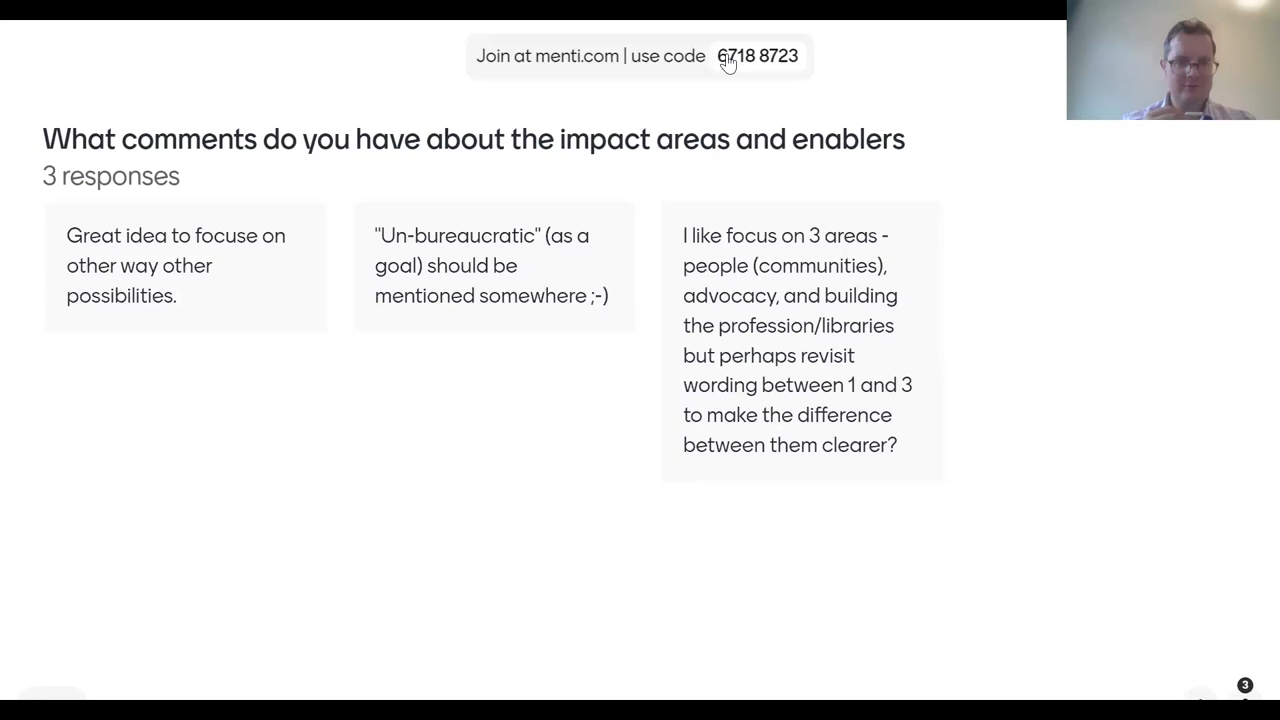 Join at menti.com | use code 6718 8723
What comments do you have about the impact areas and enablers
3 responses
Great idea to focuse on
other way other
possibilities.
"Un-bureaucratic" (as a
goal) should be
mentioned somewhere ;-)
I like focus on 3 areas -
people (communities),
advocacy, and building
the profession/libraries
but perhaps revisit
wording between 1 and 3
to make the difference
between them clearer?
3